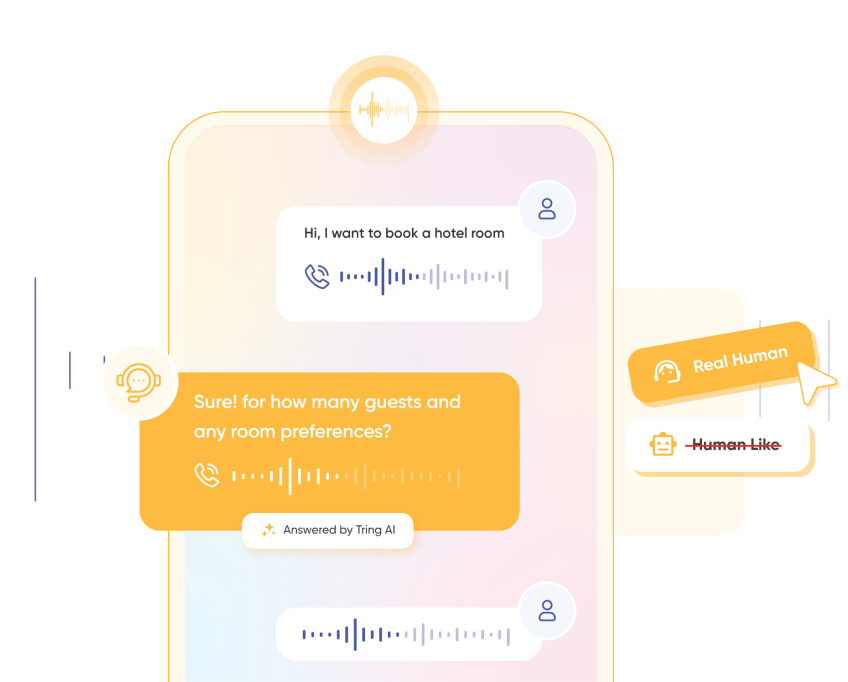 Hi, I want to book a hotel room
Sure! for how many guests and
any room preferences?
Answered by Tring AI
Real Human
Human Like